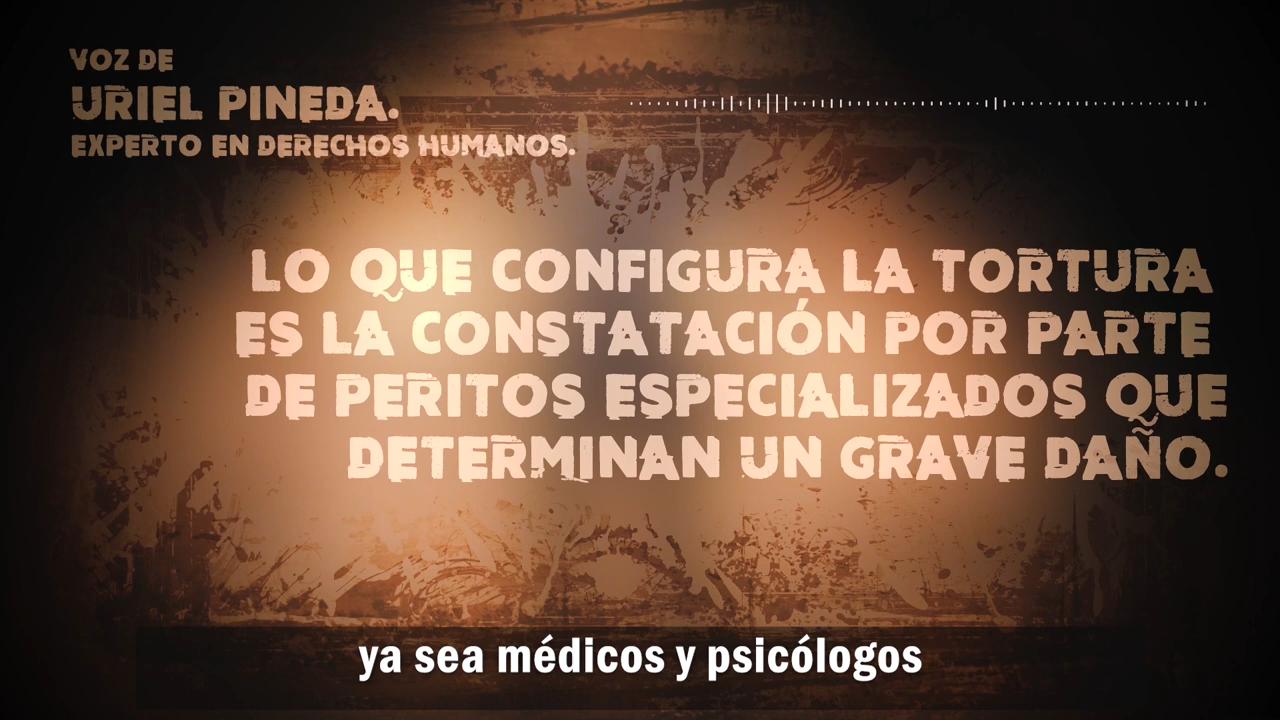 VOZ DE
URIEL PINEDA.
EXPERTO EN DERECHOS HUMANOS.
LO QUE CONFIGURA LA TORTURA
ES LA CONSTATACIÓN POR PARTE
DE PERITOS ESPECIALIZADOS QUE
DETERMINAN UN GRAVE DAÑO.
ya sea médicos y psicólogos